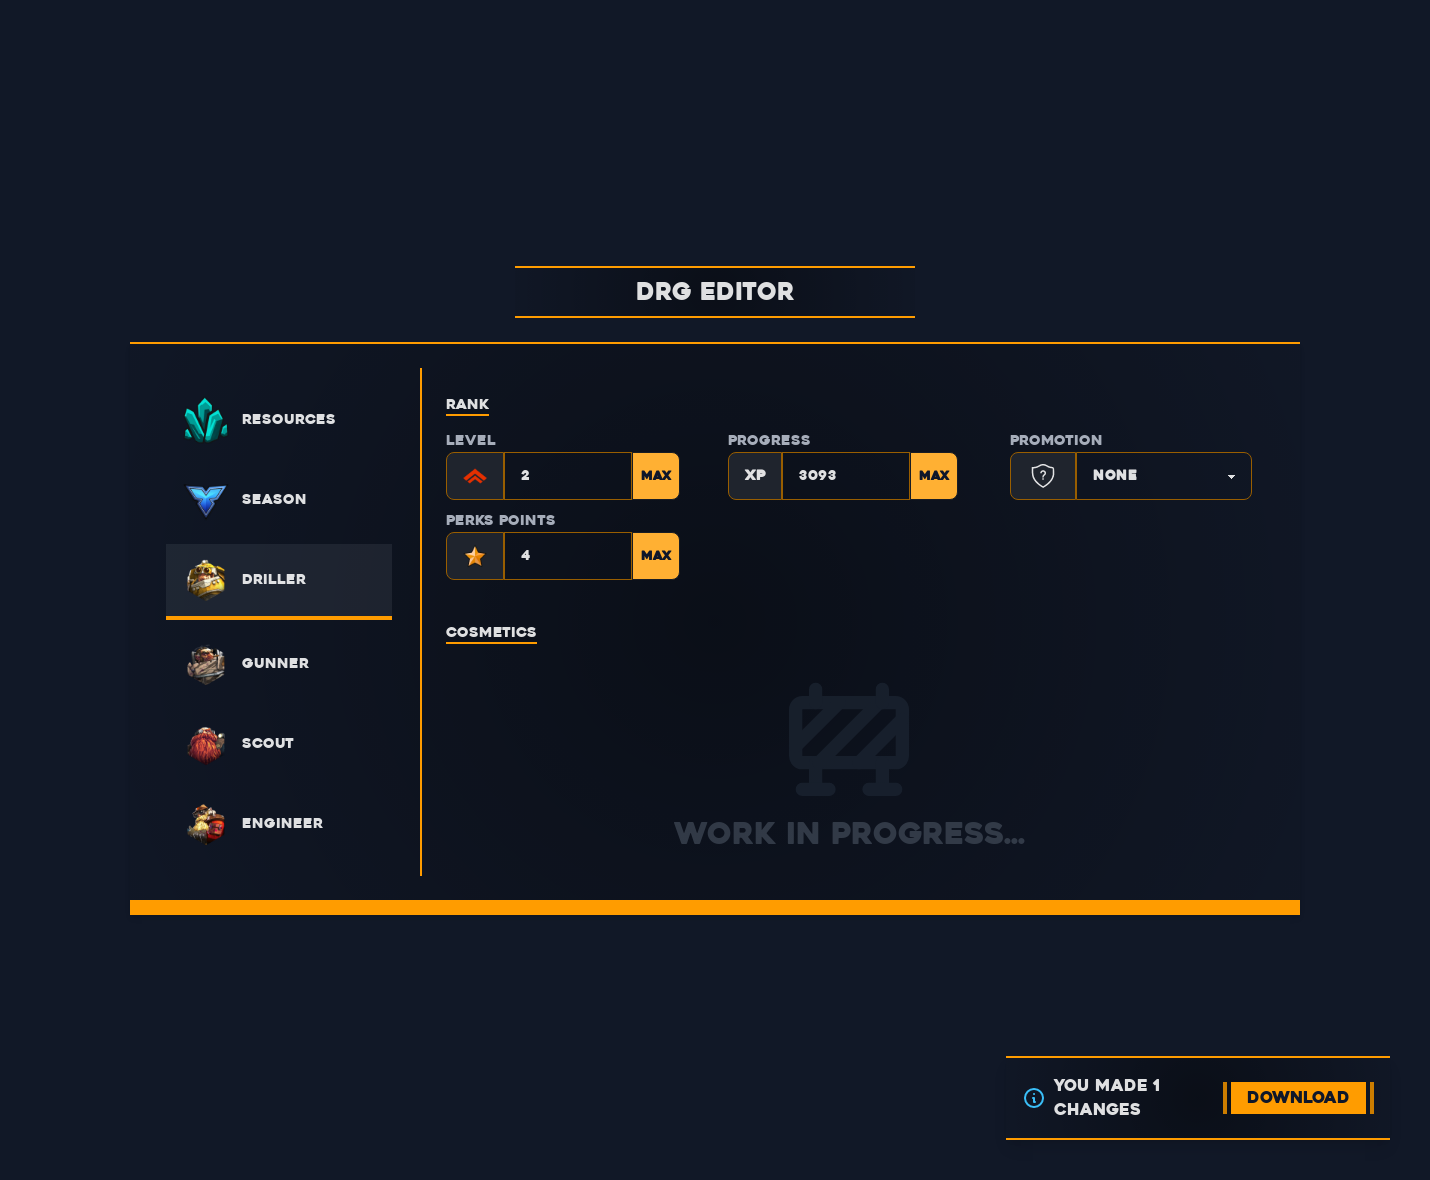 DRG EDITOR
RESOURCES
SEASON
DRILLER
GUNNER
SCOUT
ENGINEER
RANK
LEVEL
2
MAX
PROGRESS
XP
3093
MAX
PROMOTION
?
NONE
PERKS POINTS
4
MAX
COSMETICS
WORK IN PROGRESS...
YOU MADE 1
CHANGES
DOWNLOAD